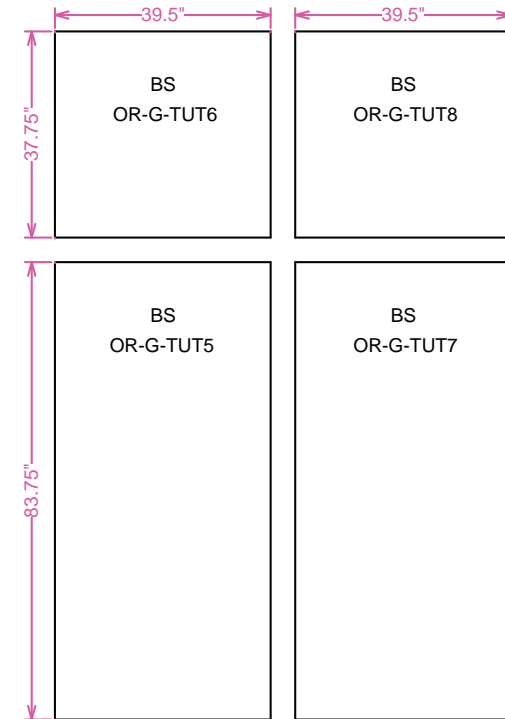 39.5"
39.5"
37.75"
BS
OR-G-TUT6
BS
OR-G-TUT8
83.75"
BS
OR-G-TUT5
BS
OR-G-TUT7